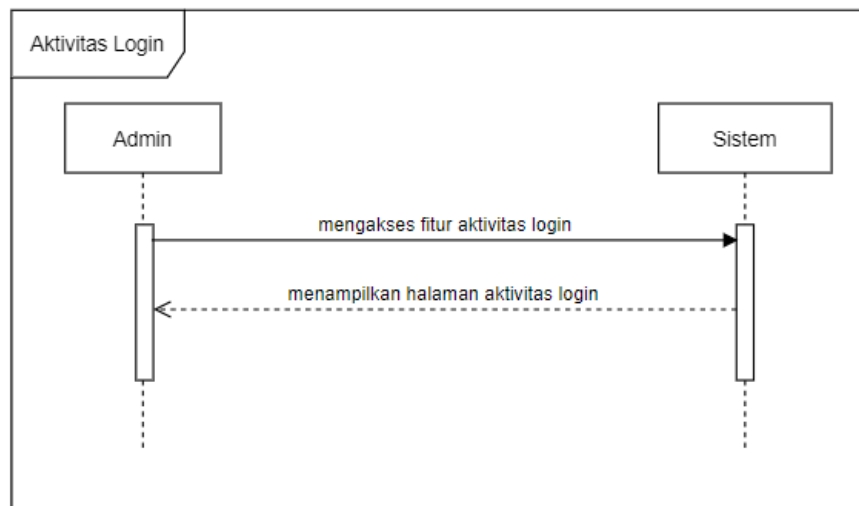 Aktivitas Login
Admin
Sistem
mengakses fitur aktivitas login
menampilkan halaman aktivitas login